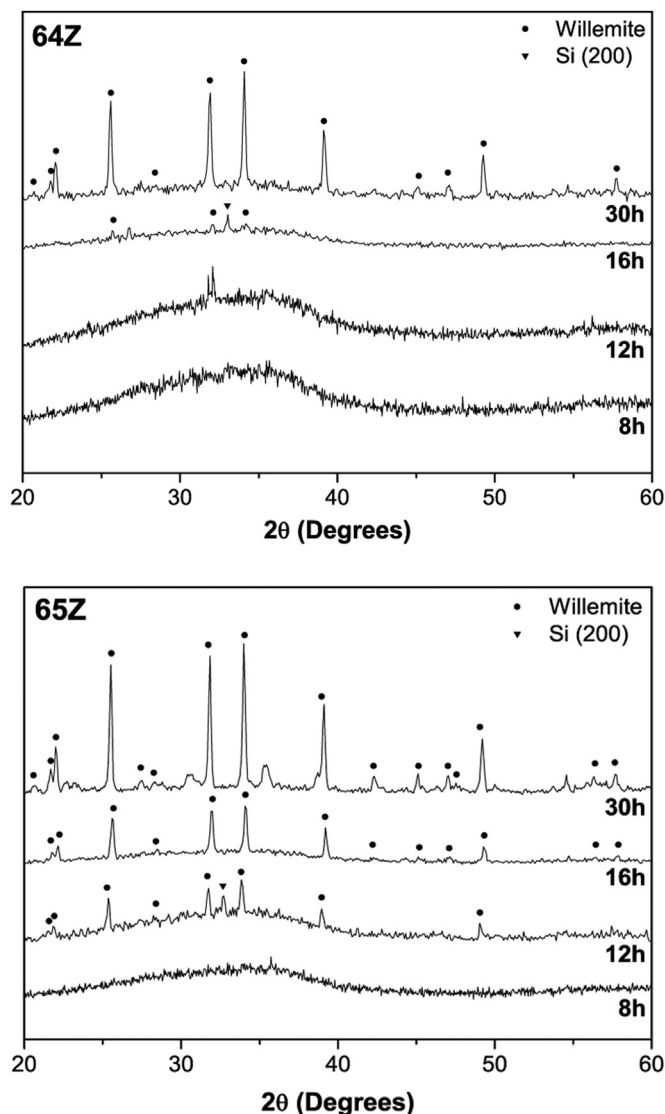 64Z
● Willemite
▼ Si (200)
30h
16h
12h
8h
20 30 40 50 60
2θ (Degrees)
65Z
● Willemite
▼ Si (200)
30h
16h
12h
8h
20 30 40 50 60
2θ (Degrees)